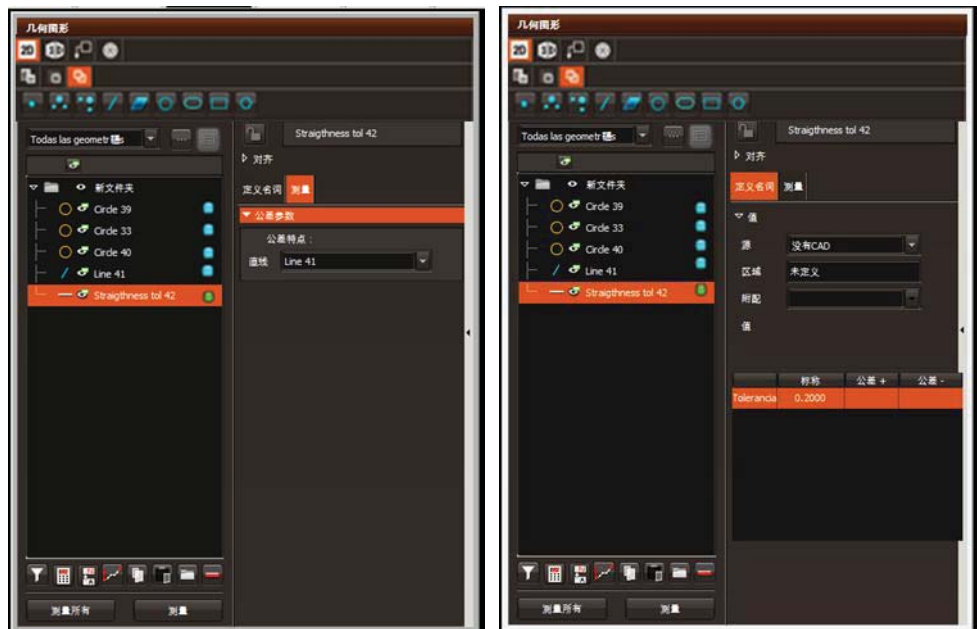 几何图形
2D
3D
Todas las geometrías
Straigthness tol 42
对齐
新文件夹
定义名词 测量
Circle 39
公差参数
Circle 33
公差特点：
Circle 40
直线 Line 41
Line 41
Straigthness tol 42
测量所有 测量
几何图形
2D
3D
Todas las geometrías
Straigthness tol 42
对齐
新文件夹
定义名词 测量
Circle 39
值
Circle 33
源 没有CAD
Circle 40
区域 未定义
Line 41
附配
Straigthness tol 42
值
标称 公差 + 公差 -
Tolerancia 0.2000
测量所有 测量